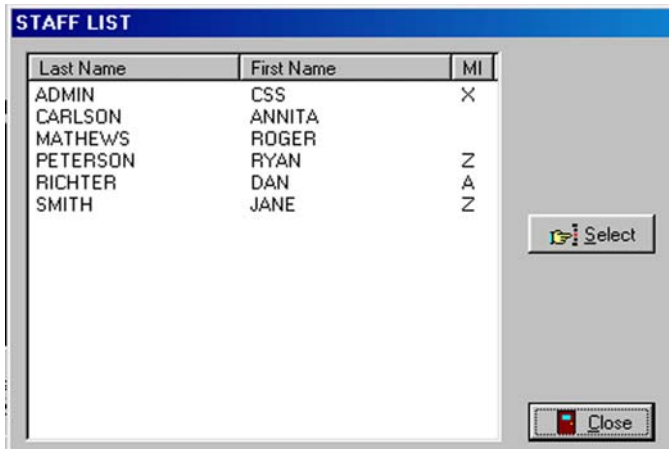 STAFF LIST
Last Name First Name MI
ADMIN CSS X
CARLSON ANNITA
MATHEWS ROGER
PETERSON RYAN Z
RICHTER DAN A
SMITH JANE Z
Select
Close